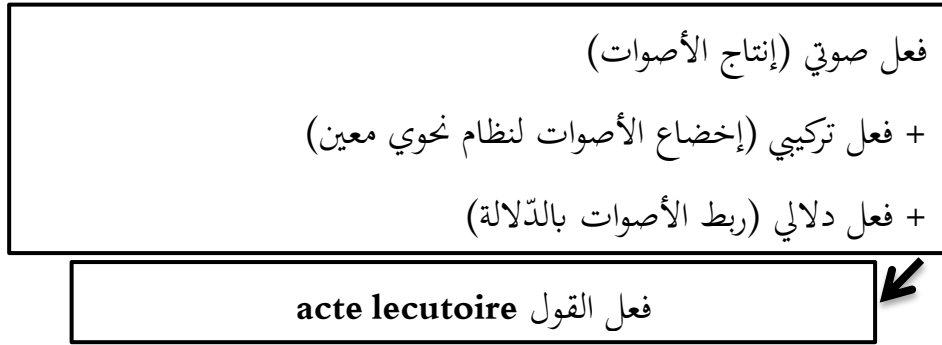 فعل صوتي (إنتاج الأصوات)
+ فعل تركيبي (إخضاع الأصوات لنظام نحوي معين)
+ فعل دلالي (ربط الأصوات بالدّلالة)
فعل القول acte lecutoire